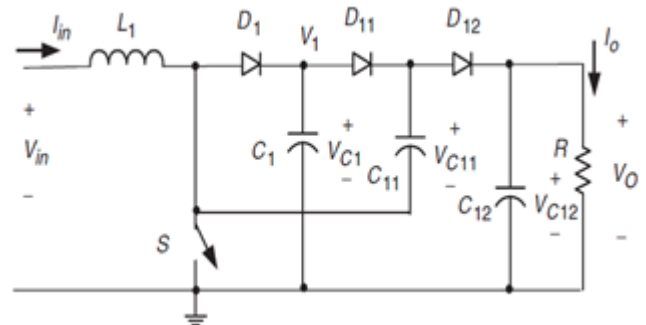 I_in L_1 D_1 V_1 D_11 D_12 I_o
+ V_in −
C_1 + V_C1 −
C_11 + V_C11 −
C_12 + V_C12 −
R + V_O −
S